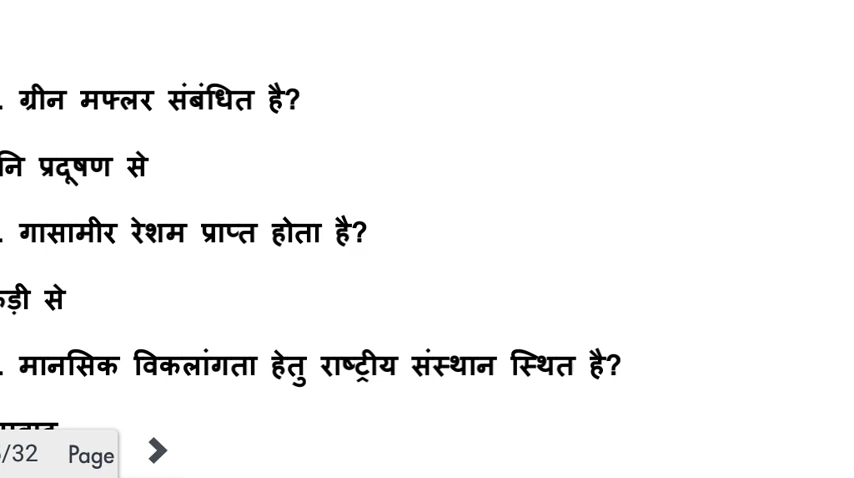 . ग्रीन मफ्लर संबंधित है?
प्रदूषण से
. गासामीर रेशम प्राप्त होता है?
से
. मानसिक विकलांगता हेतु राष्ट्रीय संस्थान स्थित है?
/32 Page